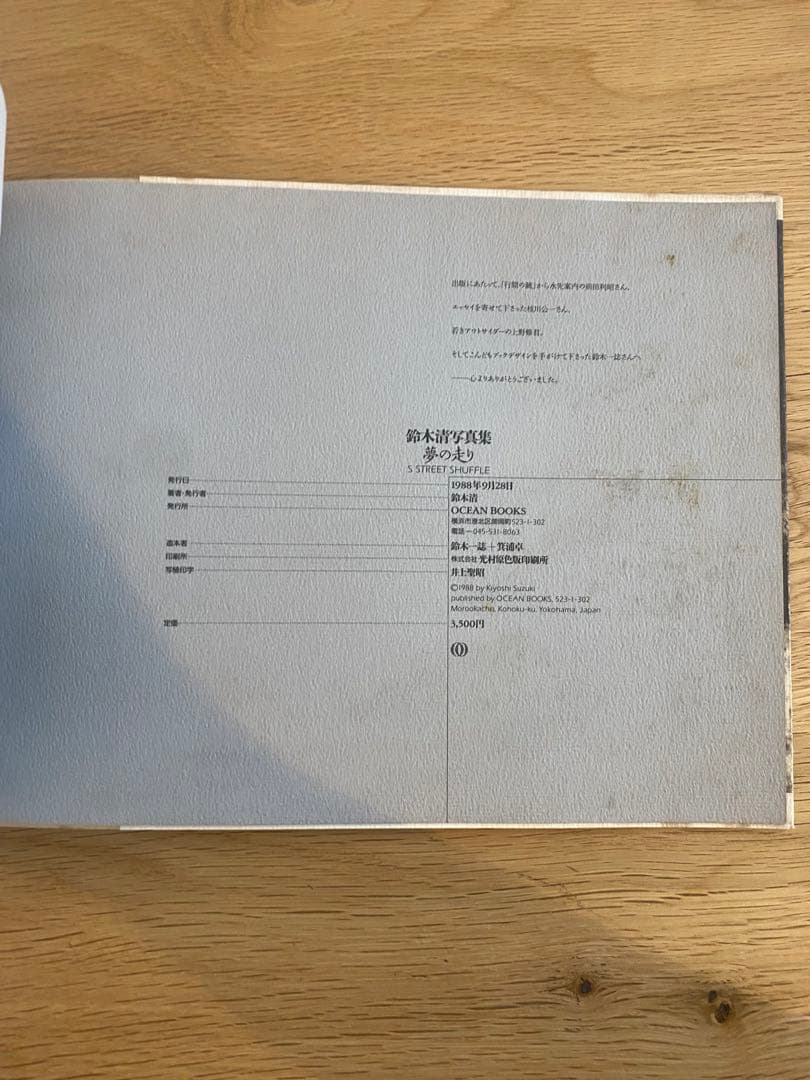 出版にあたって、「行間の鏡」から水先案内の前田利昭さん、
エッセイを寄せて下さった枝川公一さん、
若きアウトサイダーの上野修君。
そしてこんどもブックデザインを手がけて下さった鈴木一誌さんへ
——心よりありがとうございました。
鈴木清写真集
夢の走り
S STREET SHUFFLE
発行日 1988年9月28日
著者・発行者 鈴木清
発行所 OCEAN BOOKS
横浜市港北区師岡町523-1-302
電話—045-531-8063
造本者 鈴木一誌+箕浦卓
印刷所 株式会社 光村原色版印刷所
写植印字 井上聖昭
©1988 by Kiyoshi Suzuki
published by OCEAN BOOKS, 523-1-302
Morookacho, Kohoku-ku, Yokohama, Japan
定価 3,500円